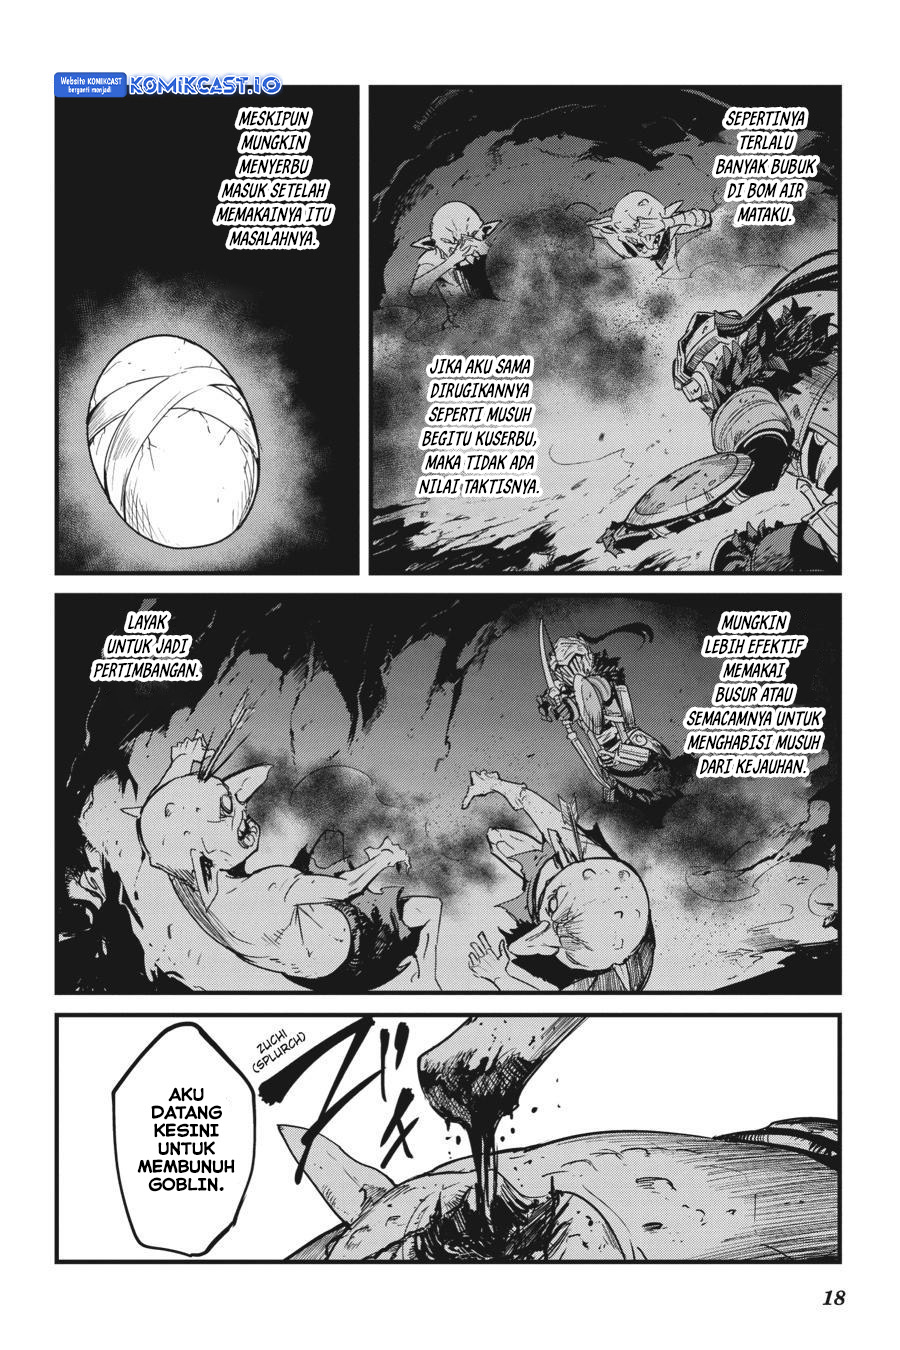 Website KOMIKCAST
berganti menjadi
KOMIKCAST.IO
SEPERTINYA
TERLALU
BANYAK BUBUK
DI BOM AIR
MATAKU.
JIKA AKU SAMA
DIRUGIKANNYA
SEPERTI MUSUH
BEGITU KUSERBU,
MAKA TIDAK ADA
NILAI TAKTISNYA.
MESKIPUN
MUNGKIN
MENYERBU
MASUK SETELAH
MEMAKAINYA ITU
MASALAHNYA.
MUNGKIN
LEBIH EFEKTIF
MEMAKAI
BUSUR ATAU
SEMACAMNYA UNTUK
MENGHABISI MUSUH
DARI KEJAUHAN.
LAYAK
UNTUK JADI
PERTIMBANGAN.
ZUCHI
(SPLURCH)
AKU
DATANG
KESINI
UNTUK
MEMBUNUH
GOBLIN.
18